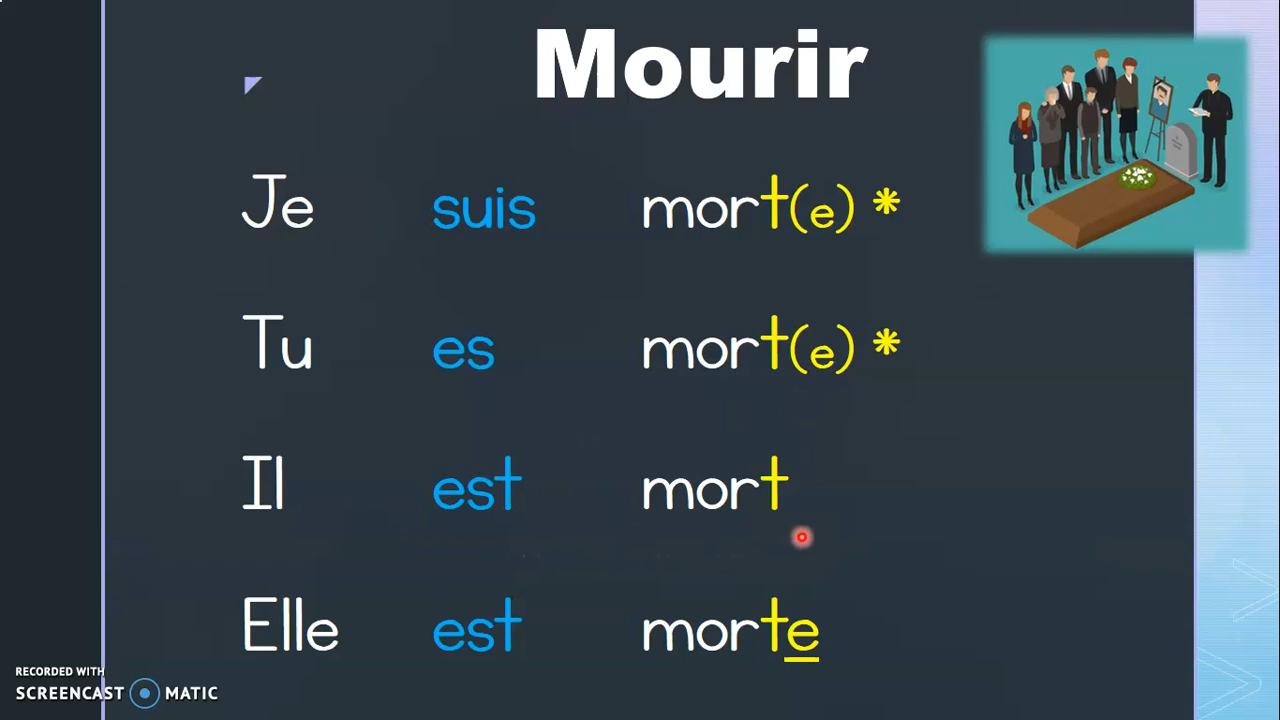 Mourir
Je suis mort(e) *
Tu es mort(e) *
Il est mort
Elle est morte
RECORDED WITH
SCREENCAST MATIC